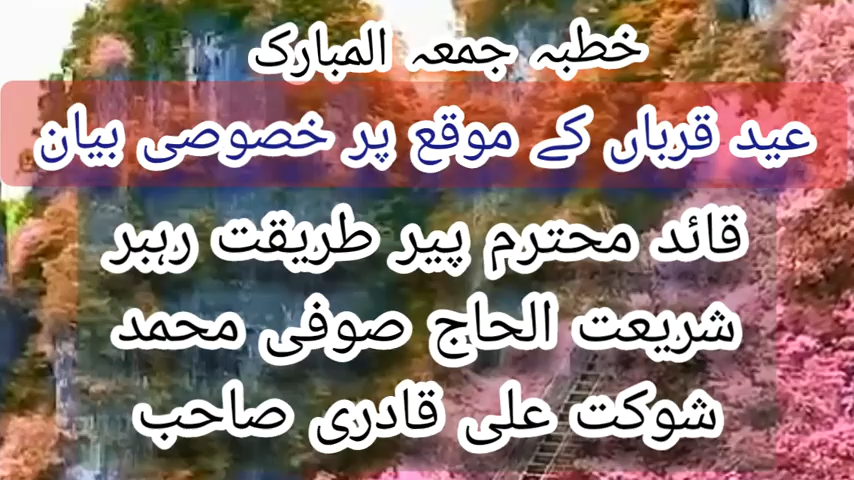 خطبہ جمعہ المبارک
عید قرباں کے موقع پر خصوصی بیان
قائد محترم پیر طریقت رہبر
شریعت الحاج صوفی محمد
شوکت علی قادری صاحب